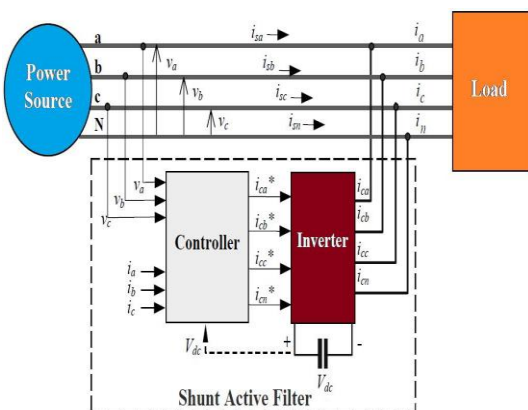 a
i_sa
i_a
Power
Source
v_a
b
i_sb
i_b
v_b
Load
c
i_sc
i_c
v_c
N
i_sn
i_n
v_a
v_b
v_c
i_ca*
i_cb*
i_cc*
i_cn*
i_ca
i_cb
i_cc
i_cn
Controller
Inverter
i_a
i_b
i_c
V_dc
+
-
V_dc
Shunt Active Filter